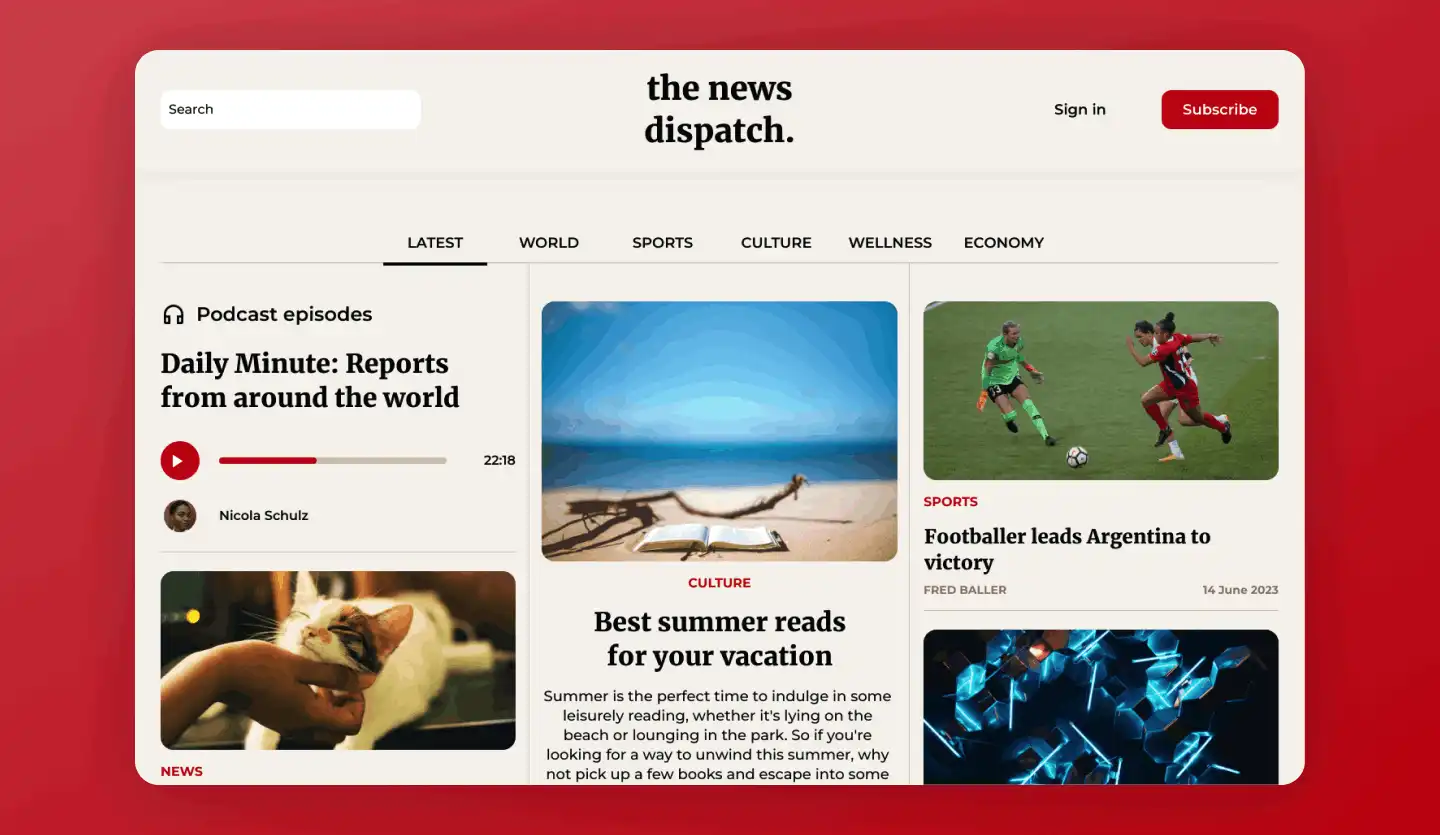 Search
the news
dispatch.
Sign in
Subscribe
LATEST
WORLD
SPORTS
CULTURE
WELLNESS
ECONOMY
Podcast episodes
Daily Minute: Reports
from around the world
22:18
Nicola Schulz
NEWS
CULTURE
Best summer reads
for your vacation
Summer is the perfect time to indulge in some
leisurely reading, whether it's lying on the
beach or lounging in the park. So if you're
looking for a way to unwind this summer, why
not pick up a few books and escape into some
SPORTS
Footballer leads Argentina to
victory
FRED BALLER
14 June 2023